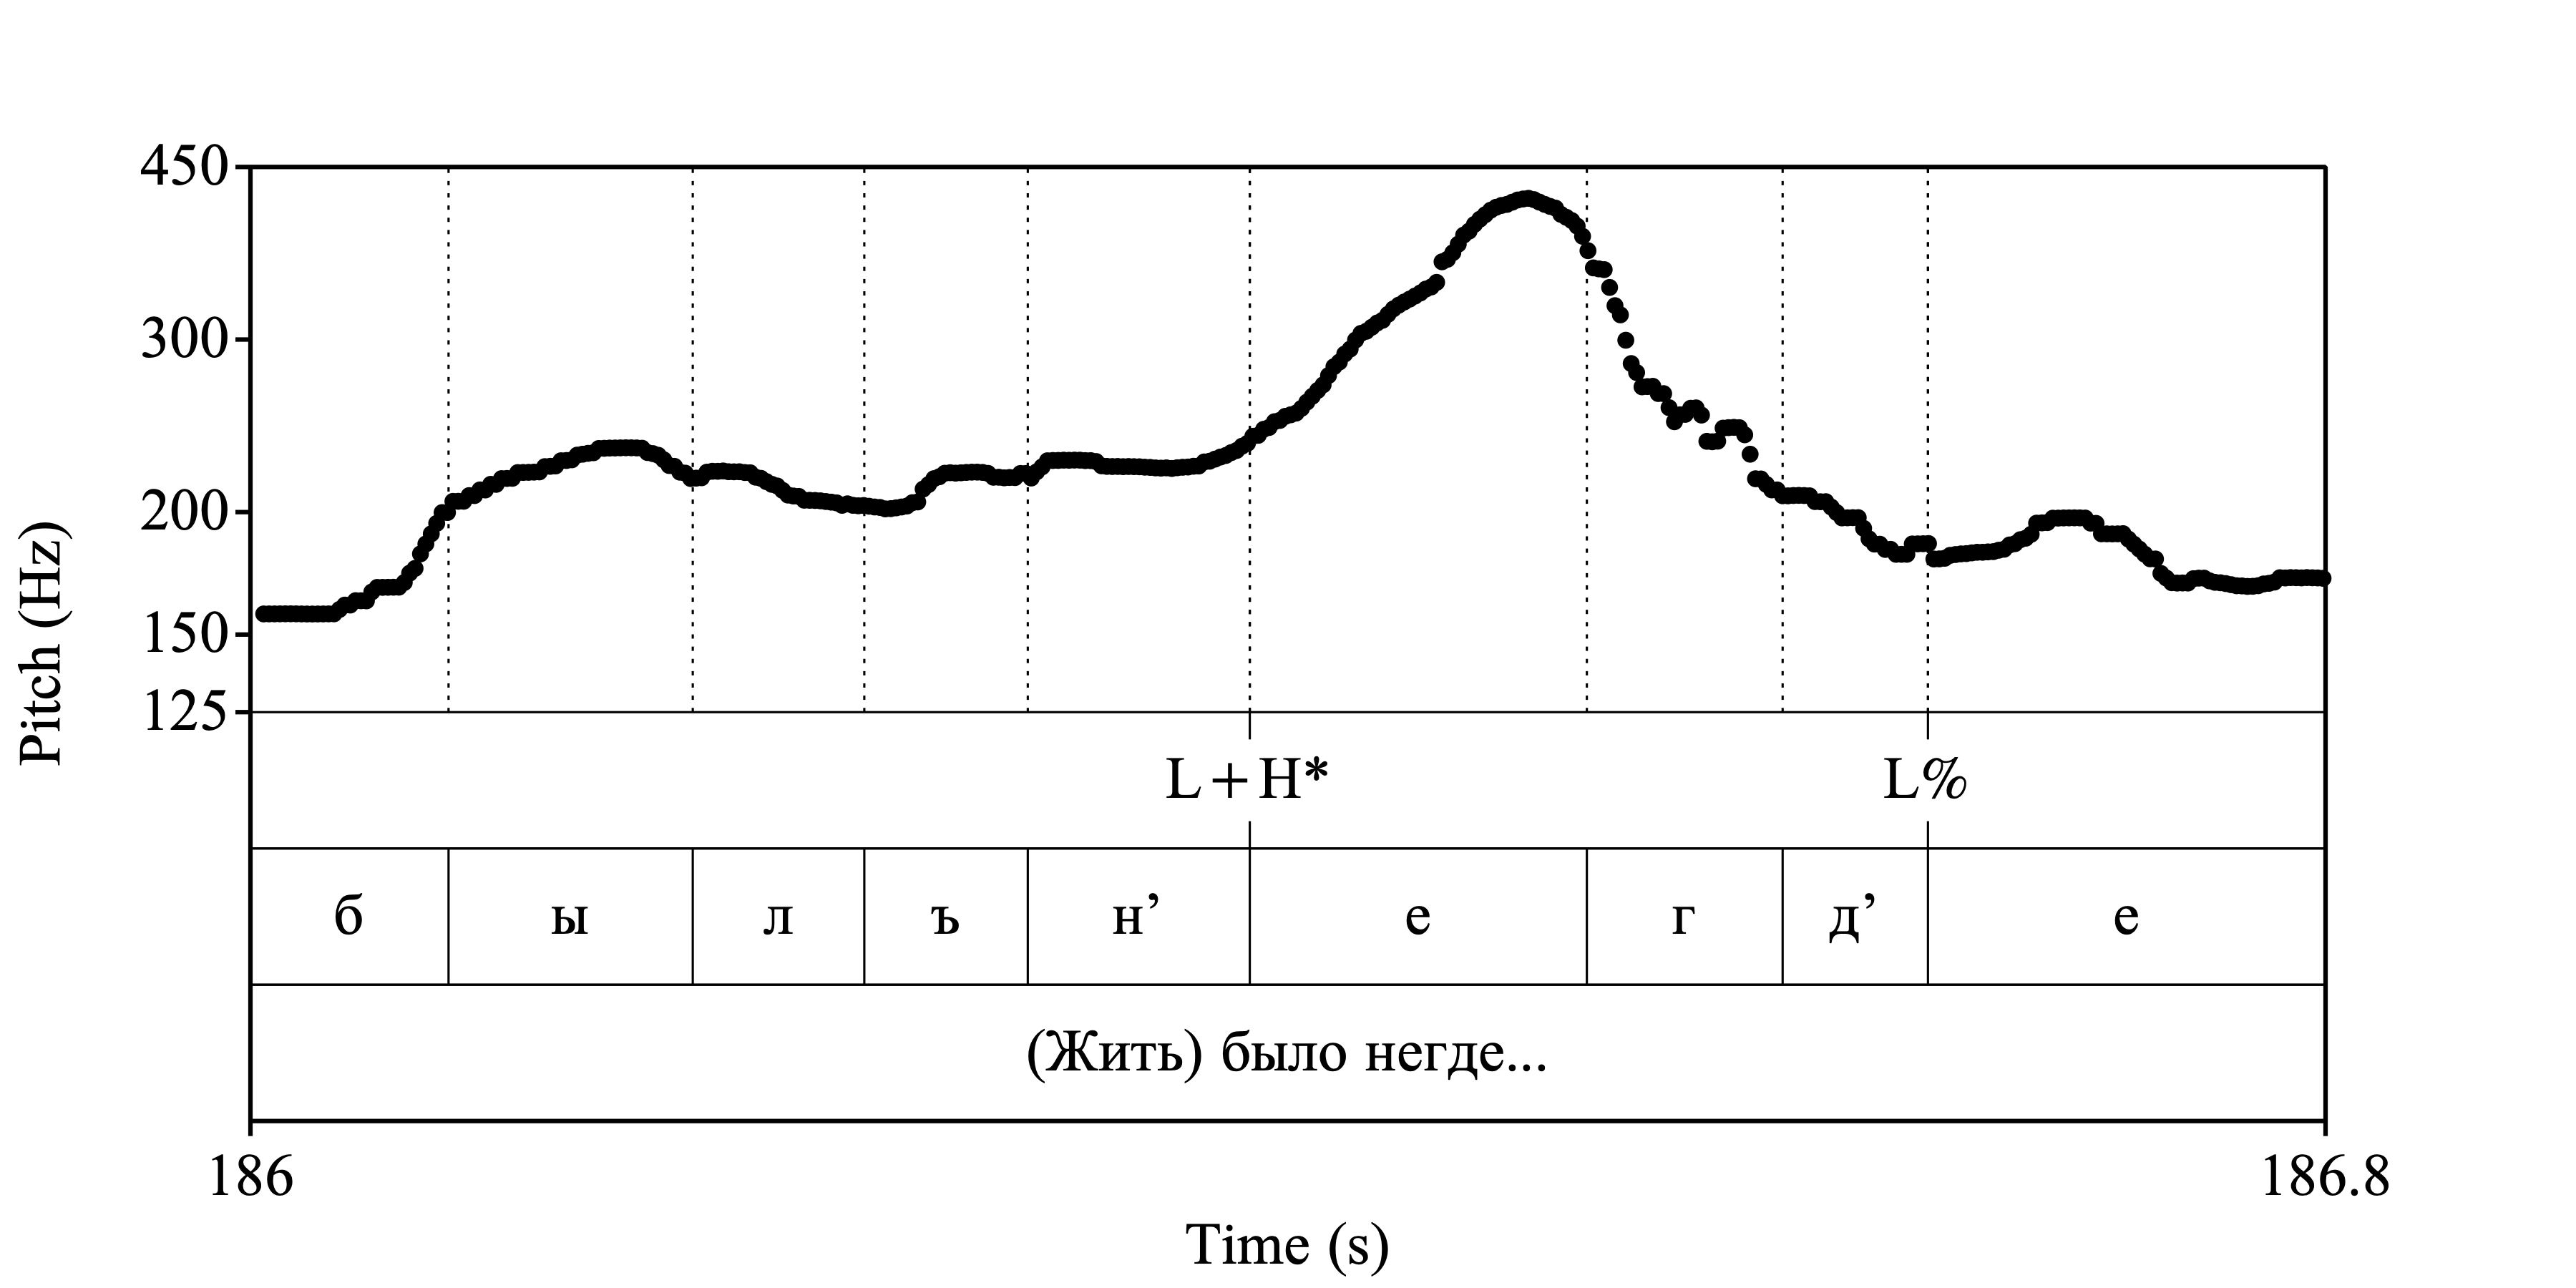 450
300
200
150
125
Pitch (Hz)
L+H* L%
б ы л ъ н’ е г д’ е
(Жить) было негде...
186 186.8
Time (s)